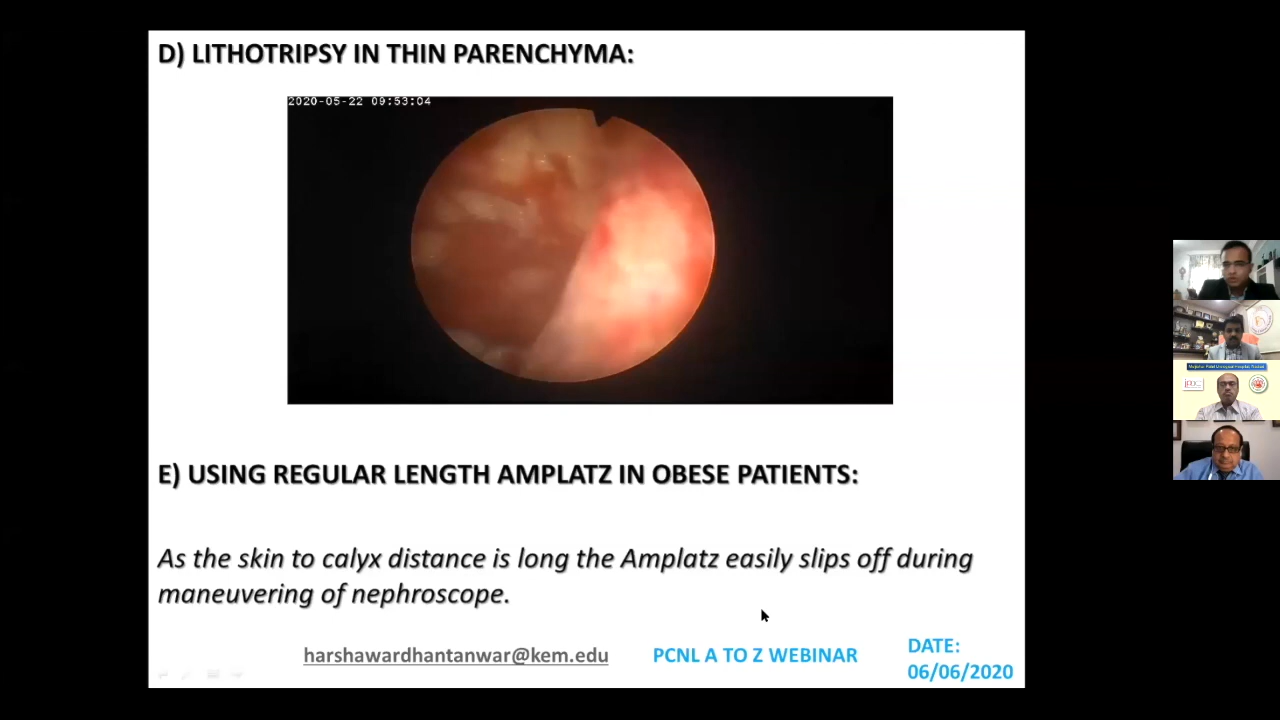 D) LITHOTRIPSY IN THIN PARENCHYMA:
2020-05-22 09:53:04
E) USING REGULAR LENGTH AMPLATZ IN OBESE PATIENTS:
As the skin to calyx distance is long the Amplatz easily slips off during
maneuvering of nephroscope.
harshawardhantanwar@kem.edu
PCNL A TO Z WEBINAR
DATE:
06/06/2020